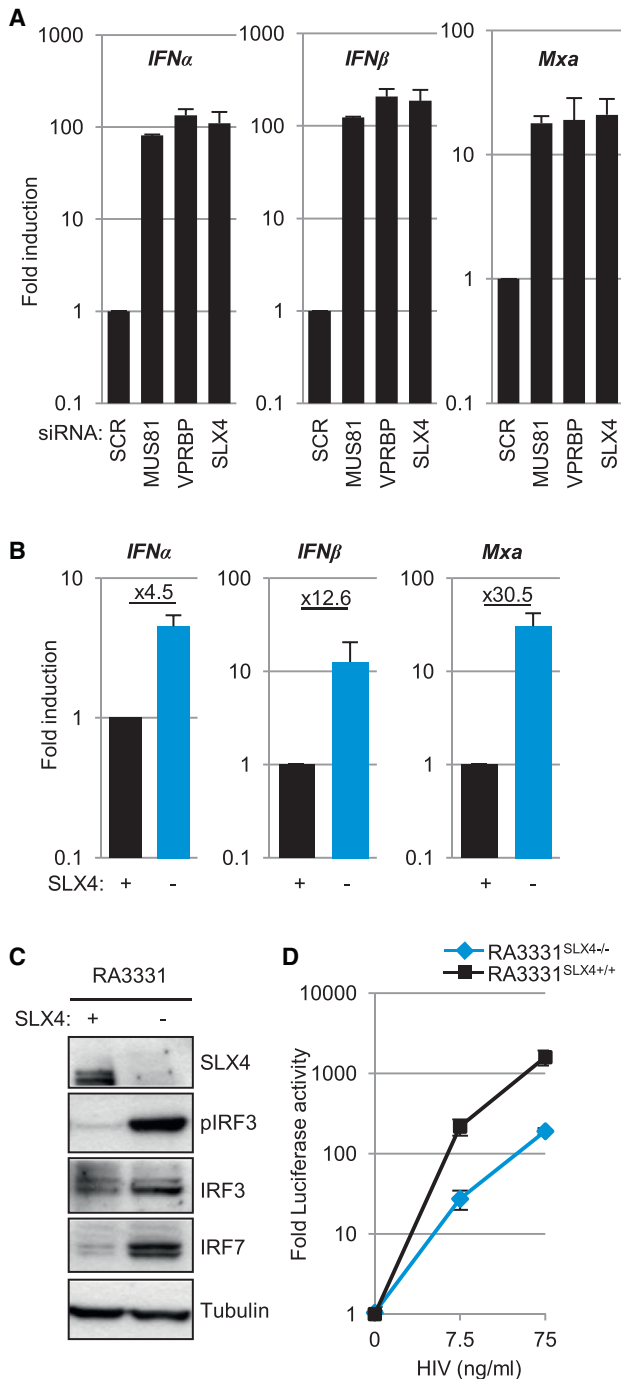 A
IFNα IFNβ Mxa
Fold induction
1000
100
10
1
0.1
1000
100
10
1
0.1
100
10
1
0.1
siRNA: SCR MUS81 VPRBP SLX4 SCR MUS81 VPRBP SLX4 SCR MUS81 VPRBP SLX4
B
IFNα IFNβ Mxa
Fold induction
10
1
0.1
x4.5
100
10
1
0.1
x12.6
100
10
1
0.1
x30.5
SLX4: + - + - + -
C
RA3331
SLX4: + -
SLX4
pIRF3
IRF3
IRF7
Tubulin
D
RA3331SLX4-/-
RA3331SLX4+/+
Fold Luciferase activity
10000
1000
100
10
1
0 7.5 75
HIV (ng/ml)